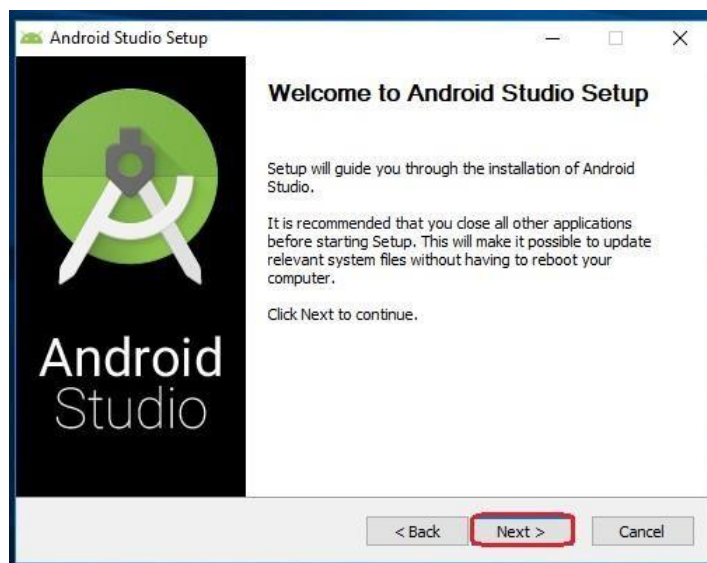 Android Studio Setup
Welcome to Android Studio Setup
Setup will guide you through the installation of Android
Studio.
It is recommended that you close all other applications
before starting Setup. This will make it possible to update
relevant system files without having to reboot your
computer.
Click Next to continue.
Android
Studio
< Back Next > Cancel